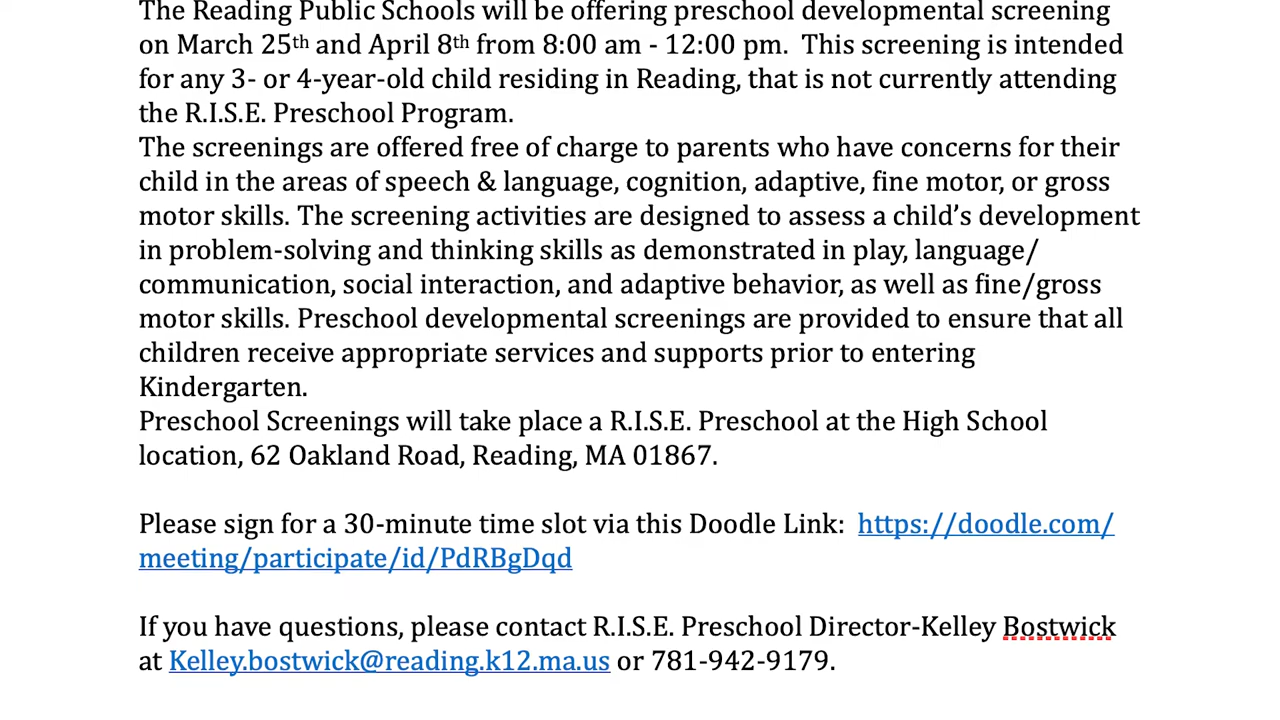 The Reading Public Schools will be offering preschool developmental screening
on March 25th and April 8th from 8:00 am - 12:00 pm.  This screening is intended
for any 3- or 4-year-old child residing in Reading, that is not currently attending
the R.I.S.E. Preschool Program.
The screenings are offered free of charge to parents who have concerns for their
child in the areas of speech & language, cognition, adaptive, fine motor, or gross
motor skills. The screening activities are designed to assess a child’s development
in problem-solving and thinking skills as demonstrated in play, language/
communication, social interaction, and adaptive behavior, as well as fine/gross
motor skills. Preschool developmental screenings are provided to ensure that all
children receive appropriate services and supports prior to entering
Kindergarten.
Preschool Screenings will take place a R.I.S.E. Preschool at the High School
location, 62 Oakland Road, Reading, MA 01867.
Please sign for a 30-minute time slot via this Doodle Link:  https://doodle.com/
meeting/participate/id/PdRBgDqd
If you have questions, please contact R.I.S.E. Preschool Director-Kelley Bostwick
at Kelley.bostwick@reading.k12.ma.us or 781-942-9179.